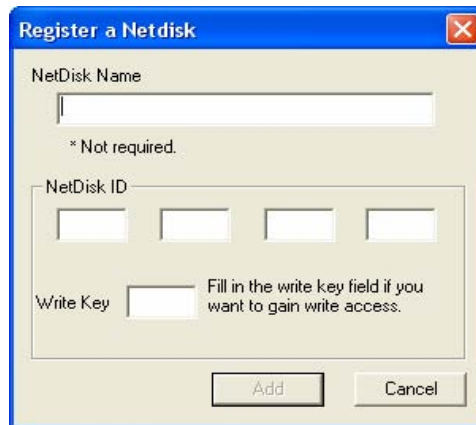 Register a Netdisk
NetDisk Name
* Not required.
NetDisk ID
Write Key
Fill in the write key field if you
want to gain write access.
Add
Cancel